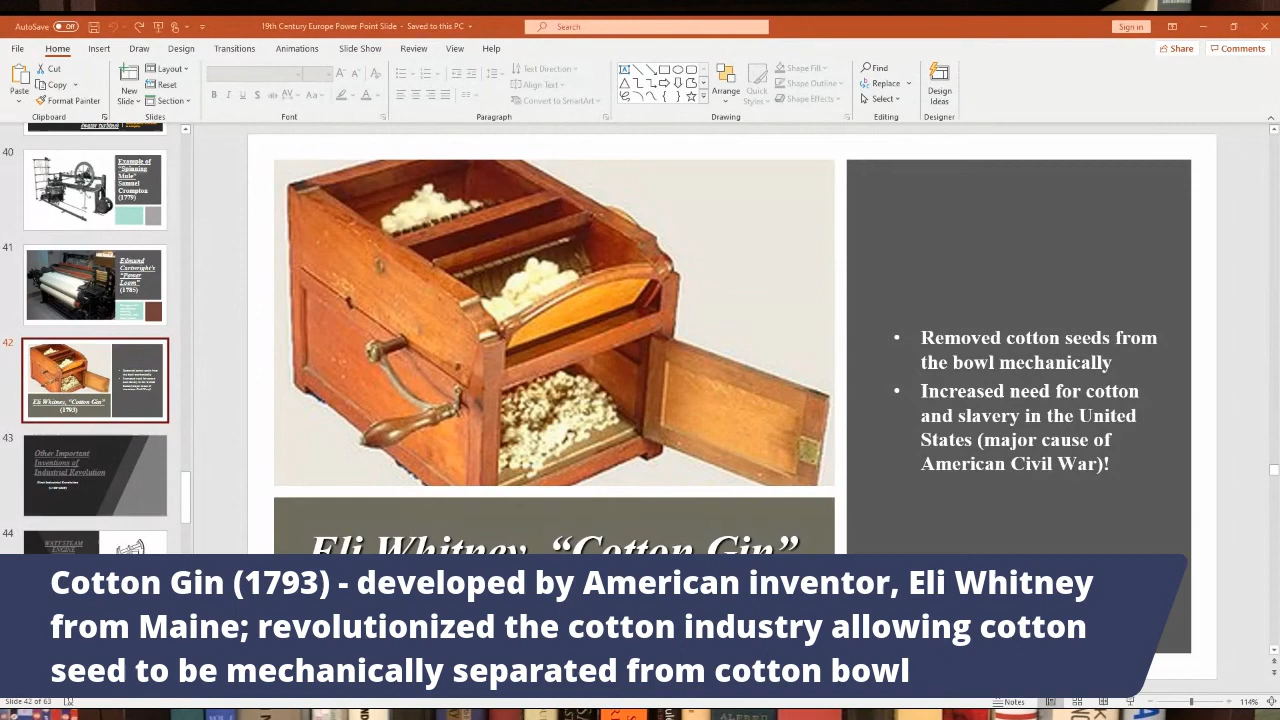 AutoSave Off
19th Century Europe Power Point Slide - Saved to this PC
Search
Sign in
File Home Insert Draw Design Transitions Animations Slide Show Review View Help
Share Comments
Paste
Cut
Copy
Format Painter
Clipboard
New Slide
Layout
Reset
Section
Slides
Font
Text Direction
Align Text
Convert to SmartArt
Paragraph
Arrange
Quick Styles
Shape Fill
Shape Outline
Shape Effects
Drawing
Find
Replace
Select
Editing
Design Ideas
Designer
40
Example of
“Spinning
Mule”
Samuel
Crompton
(1779)
41
Edmund
Cartwright's
“Power
Loom”
(1785)
42
Eli Whitney, “Cotton Gin”
(1793)
43
Other Important
Inventions of
Industrial Revolution
44
WATT STEAM
ENGINE
• Removed cotton seeds from
the bowl mechanically
• Increased need for cotton
and slavery in the United
States (major cause of
American Civil War)!
Eli Whitney, “Cotton Gin”
Cotton Gin (1793) - developed by American inventor, Eli Whitney
from Maine; revolutionized the cotton industry allowing cotton
seed to be mechanically separated from cotton bowl
Slide 42 of 63
Notes
114%